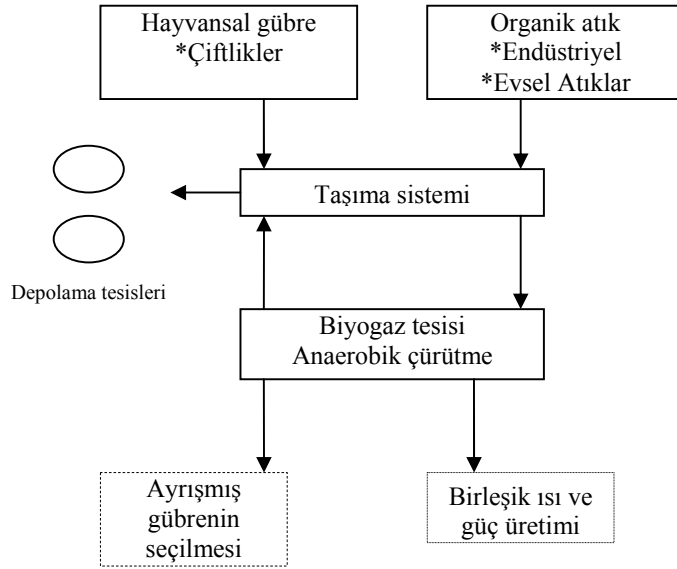 Hayvansal gübre
*Çiftlikler
Organik atık
*Endüstriyel
*Evsel Atıklar
Taşıma sistemi
Depolama tesisleri
Biyogaz tesisi
Anaerobik çürütme
Ayrışmış
gübrenin
seçilmesi
Birleşik ısı ve
güç üretimi